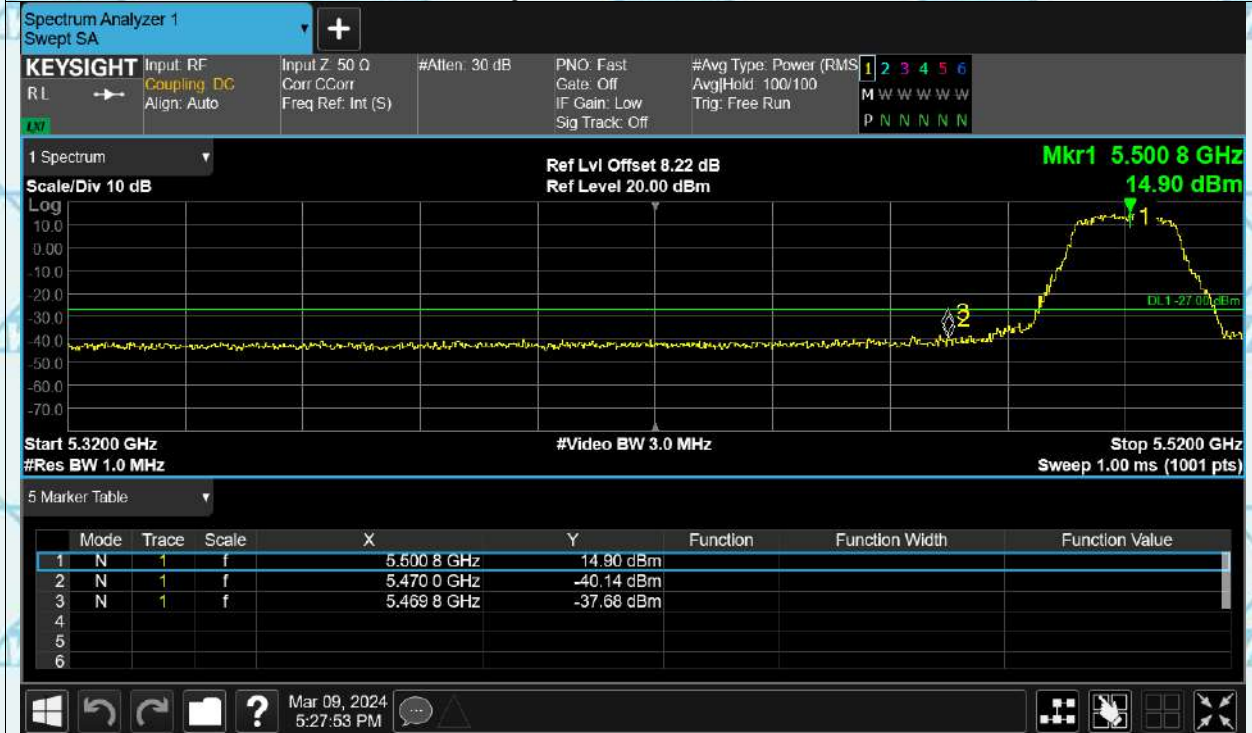 Spectrum Analyzer 1
Swept SA
+
KEYSIGHT
RL
LXI
Input: RF
Coupling: DC
Align: Auto
Input Z: 50 Ω
Corr CCorr
Freq Ref: Int (S)
#Atten: 30 dB
PNO: Fast
Gate: Off
IF Gain: Low
Sig Track: Off
#Avg Type: Power (RMS
Avg|Hold: 100/100
Trig: Free Run
1 2 3 4 5 6
M W W W W W
P N N N N N
1 Spectrum
Scale/Div 10 dB
Ref Lvl Offset 8.22 dB
Ref Level 20.00 dBm
Mkr1 5.500 8 GHz
14.90 dBm
Log
10.0
0.00
-10.0
-20.0
-30.0
-40.0
-50.0
-60.0
-70.0
1
DL1 -27.00 dBm
3
2
Start 5.3200 GHz
#Video BW 3.0 MHz
Stop 5.5200 GHz
#Res BW 1.0 MHz
Sweep 1.00 ms (1001 pts)
5 Marker Table
Mode Trace Scale X Y Function Function Width Function Value
1 N 1 f 5.500 8 GHz 14.90 dBm
2 N 1 f 5.470 0 GHz -40.14 dBm
3 N 1 f 5.469 8 GHz -37.68 dBm
4
5
6
?
Mar 09, 2024
5:27:53 PM